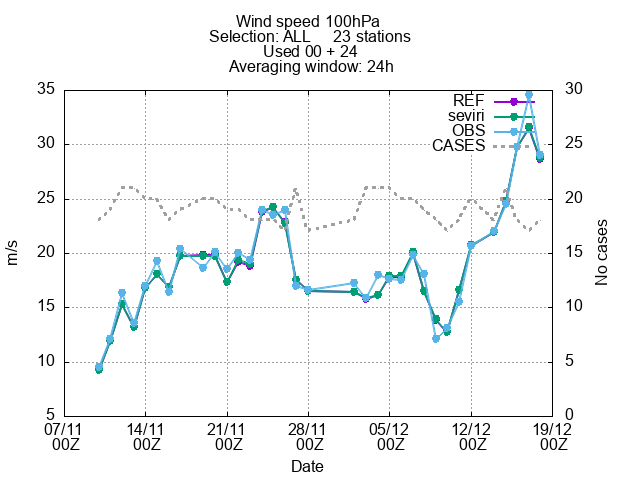 Wind speed 100hPa
Selection: ALL 23 stations
Used 00 + 24
Averaging window: 24h
35 30
REF
seviri
OBS
CASES
30 25
25 20
20 15
15 10
10 5
5 0
m/s
No cases
07/11 14/11 21/11 28/11 05/12 12/12 19/12
00Z 00Z 00Z 00Z 00Z 00Z 00Z
Date